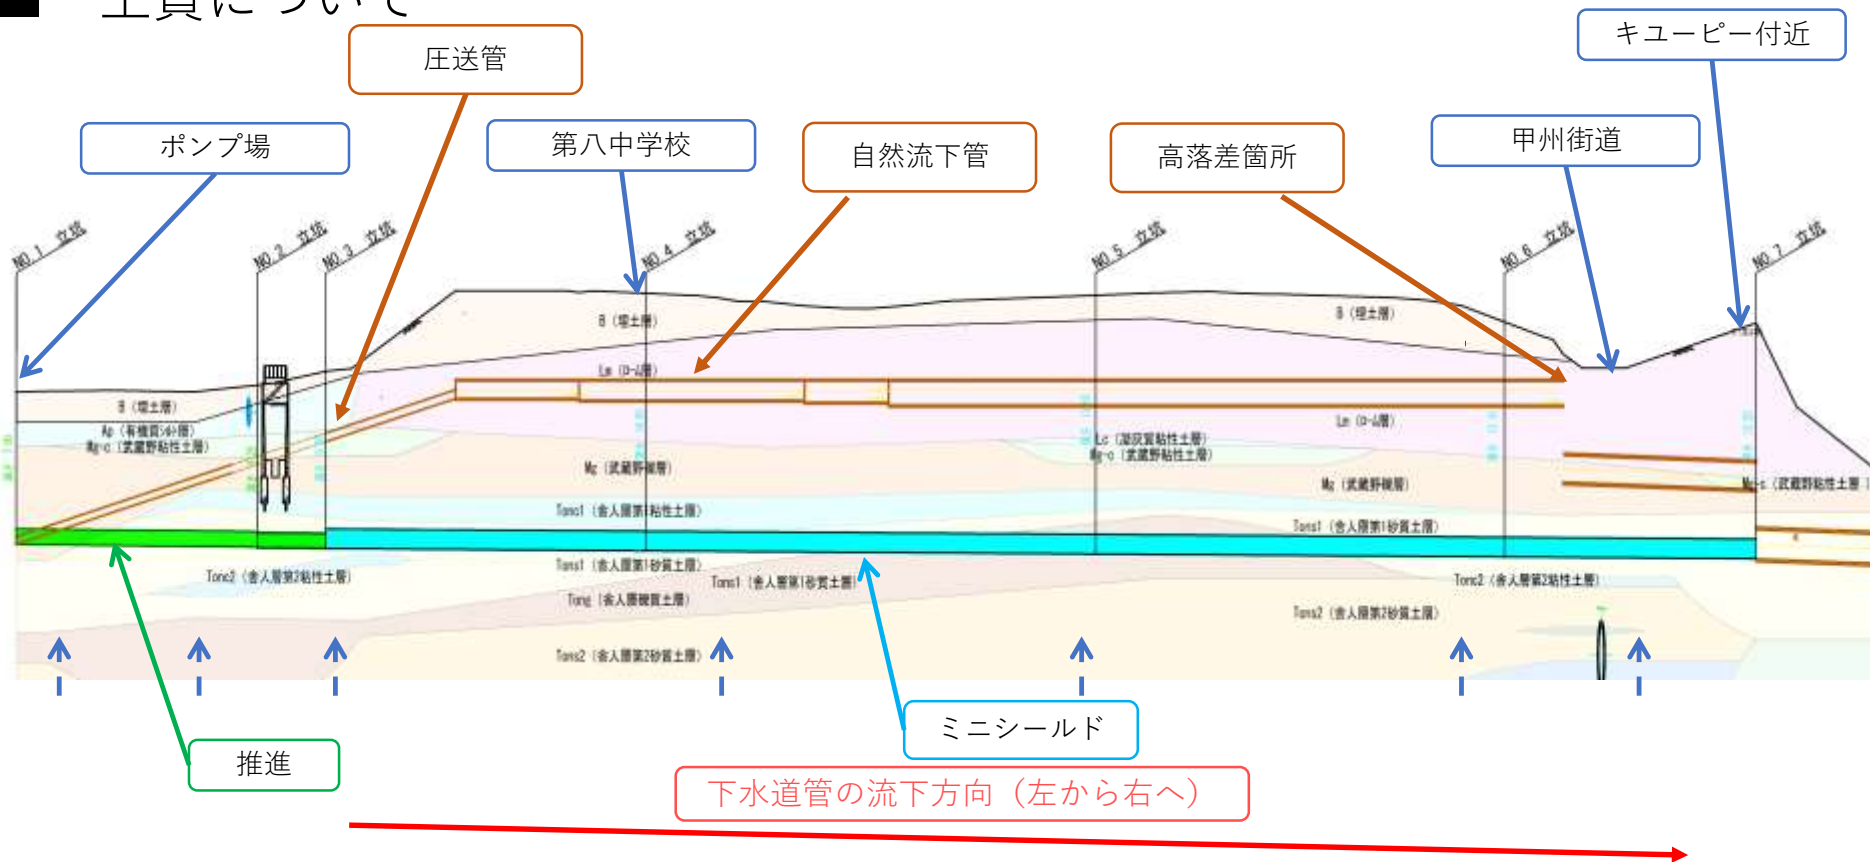 土質について
圧送管
キユーピー付近
ポンプ場
第八中学校
自然流下管
高落差箇所
甲州街道
NO.1 立坑
NO.2 立坑
NO.3 立坑
NO.4 立坑
NO.5 立坑
NO.6 立坑
NO.7 立坑
B (埋土層)
B (埋土層)
B (埋土層)
Lm (ローム層)
Lm (ローム層)
Ap (有機質シルト層)
Mg-c (武蔵野粘性土層)
Lc (凝灰質粘性土層)
Mg-c (武蔵野粘性土層)
Mg (武蔵野礫層)
Mg (武蔵野礫層)
(武蔵野粘性土層
Tonc1 (舎人層第1粘性土層)
Tons1 (舎人層第1砂質土層)
Tons1 (舎人層第1砂質土層)
Tons1 (舎人層第1砂質土層)
Tonc2 (舎人層第2粘性土層)
Tonc2 (舎人層第2粘性土層)
Tong (舎人層礫質土層)
Tons2 (舎人層第2砂質土層)
Tons2 (舎人層第2砂質土層)
ミニシールド
推進
下水道管の流下方向（左から右へ）